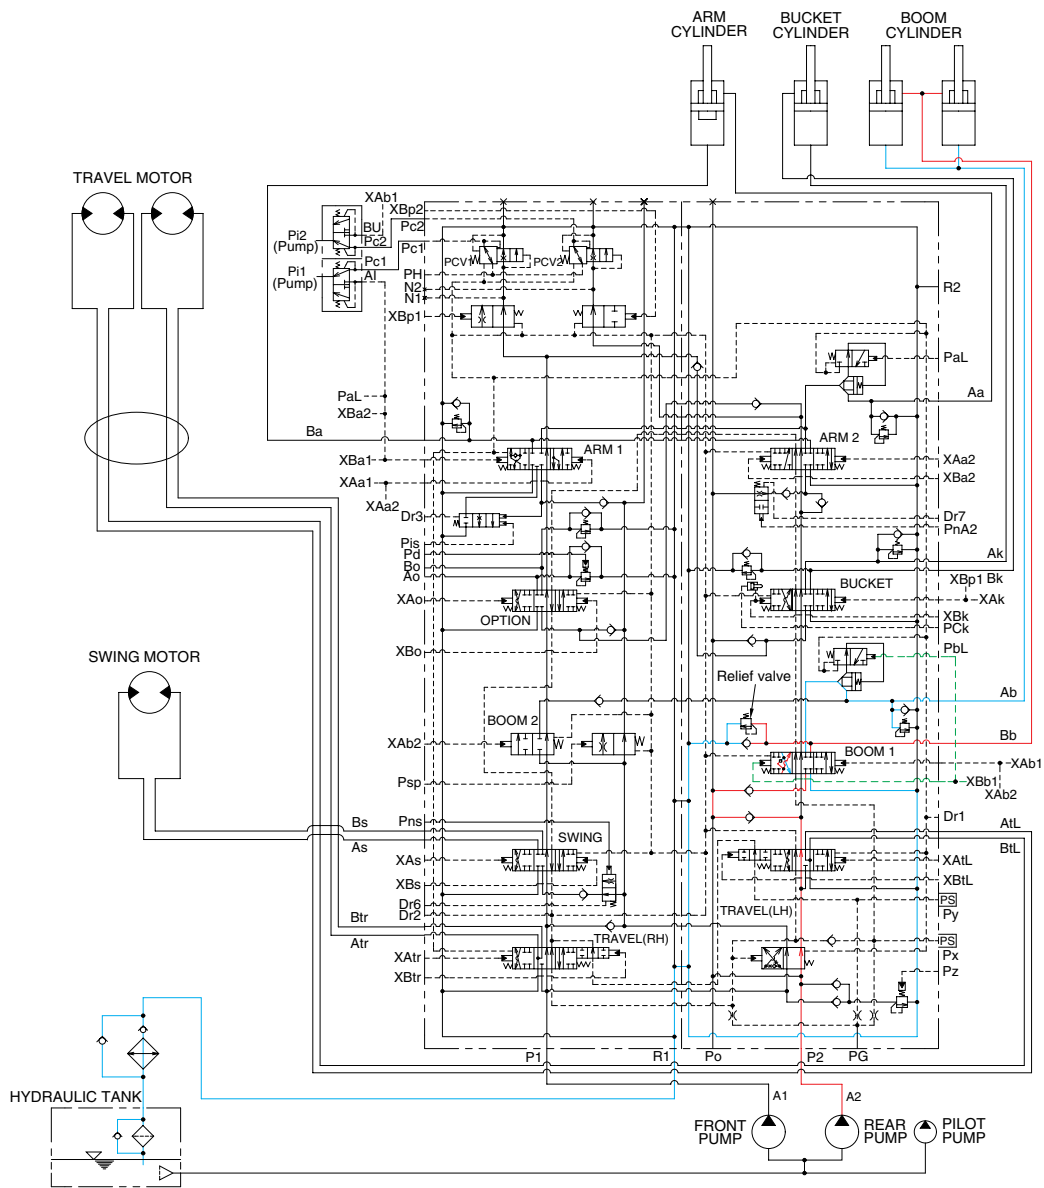 ARM
CYLINDER
BUCKET
CYLINDER
BOOM
CYLINDER
TRAVEL MOTOR
XAb1
XBp2
BU
Pc2
Pi2
(Pump)
Pc2
Pc1
Pc1
PCV1
PCV2
Pi1
(Pump)
AI
PH
N2
N1
R2
XBp1
PaL
PaL
Aa
XBa2
Ba
ARM 1
ARM 2
XBa1
XAa2
XAa1
XBa2
XAa2
Dr3
Dr7
PnA2
Pis
Pd
Ak
Bo
Ao
XBp1
Bk
BUCKET
XAo
XAk
OPTION
XBk
PCk
XBo
PbL
SWING MOTOR
Relief valve
Ab
BOOM 2
Bb
XAb2
BOOM 1
XAb1
Psp
XBb1
XAb2
Bs
Pns
Dr1
AtL
As
SWING
BtL
XAs
XAtL
XBs
XBtL
Dr6
PS
Dr2
TRAVEL(LH)
Py
Btr
TRAVEL(RH)
PS
Atr
XAtr
Px
XBtr
Pz
P1
R1
Po
P2
PG
HYDRAULIC TANK
A1
A2
FRONT
PUMP
REAR
PUMP
PILOT
PUMP